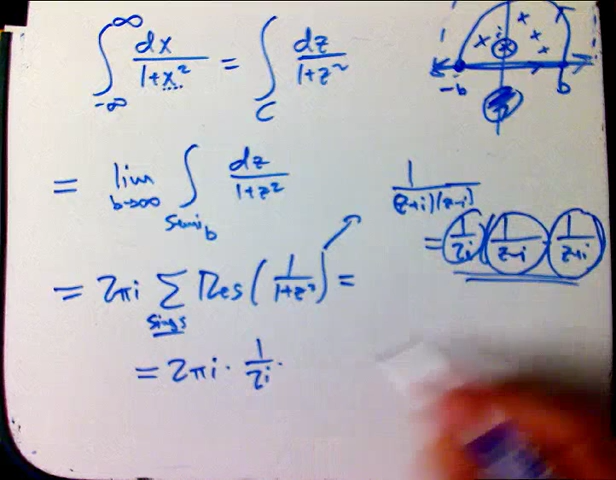 ∫_{-∞}^{∞} dx/(1+x²) = ∫_C dz/(1+z²)
i
-b b
= lim_{b→∞} ∫_{Semi_b} dz/(1+z²)
1/((z+i)(z-i))
= (1/2i)(1/(z-i) - 1/(z+i))
= 2πi ∑_{sings} Res(1/(1+z²)) =
= 2πi · 1/2i ·